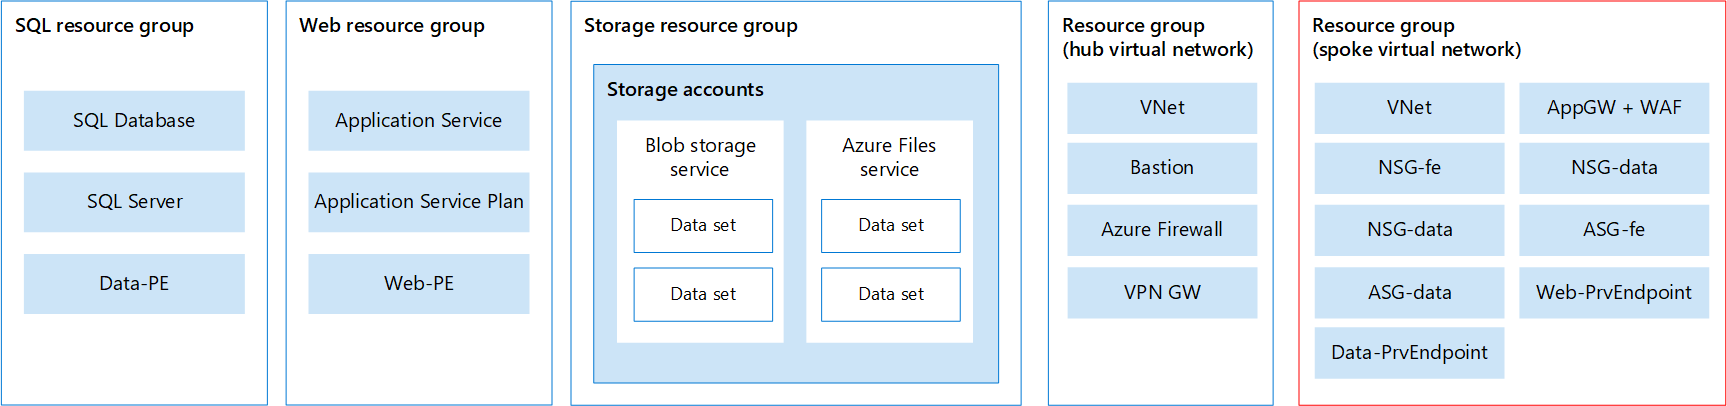 SQL resource group
SQL Database
SQL Server
Data-PE
Web resource group
Application Service
Application Service Plan
Web-PE
Storage resource group
Storage accounts
Blob storage
service
Data set
Data set
Azure Files
service
Data set
Data set
Resource group
(hub virtual network)
VNet
Bastion
Azure Firewall
VPN GW
Resource group
(spoke virtual network)
VNet
AppGW + WAF
NSG-fe
NSG-data
NSG-data
ASG-fe
ASG-data
Web-PrvEndpoint
Data-PrvEndpoint